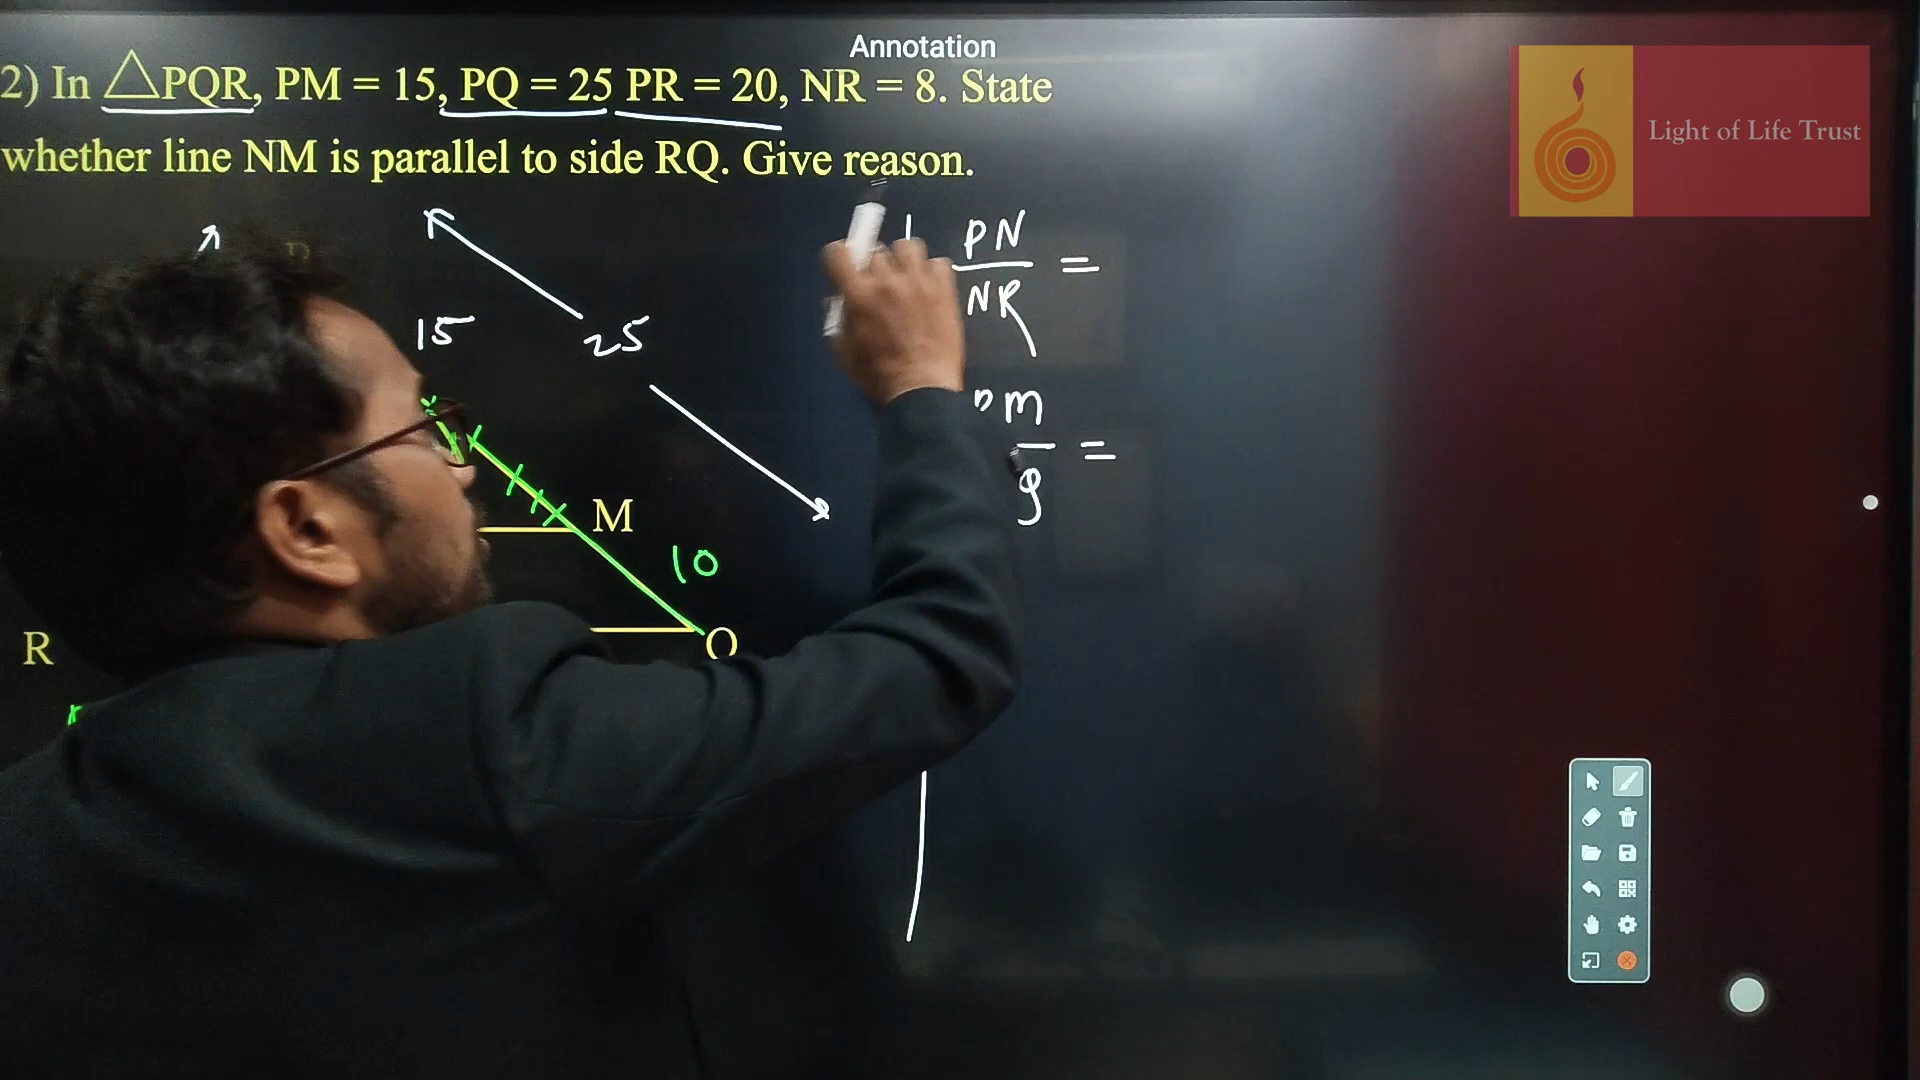 Annotation
2) In △PQR, PM = 15, PQ = 25 PR = 20, NR = 8. State
whether line NM is parallel to side RQ. Give reason.
Light of Life Trust
PN
NR
=
15
25
M
=
M
10
R
Q